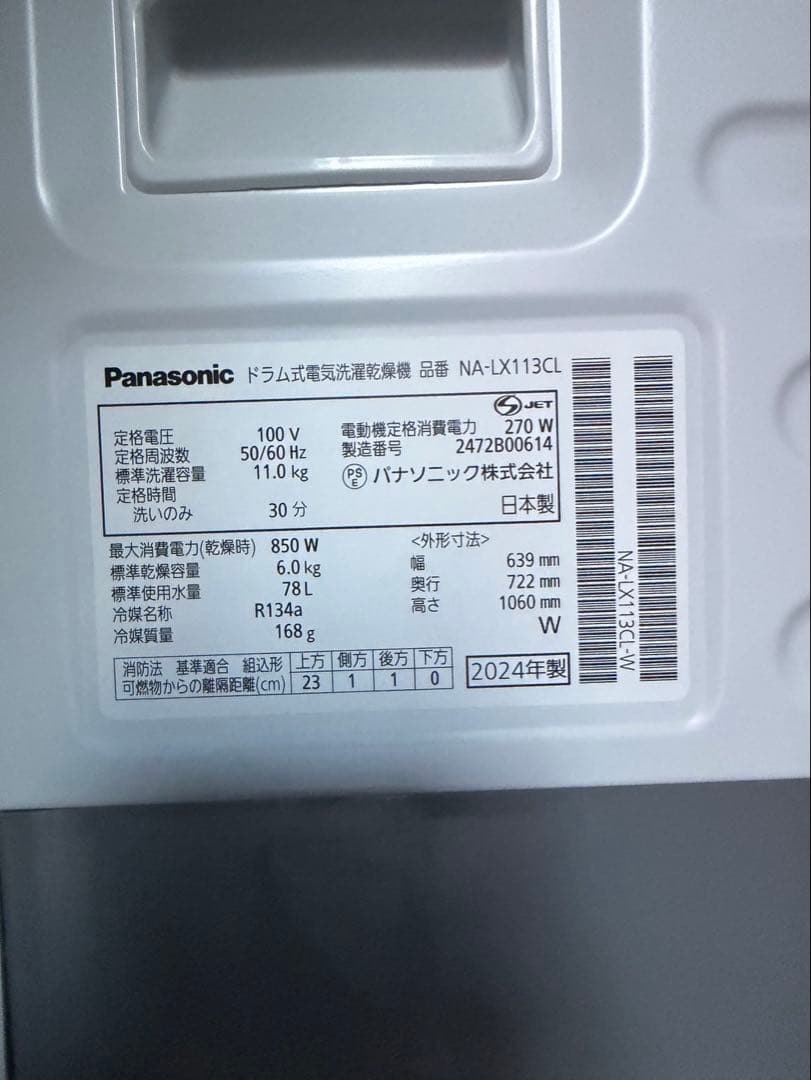 Panasonic ドラム式電気洗濯乾燥機 品番 NA-LX113CL
S JET
定格電圧 100 V 電動機定格消費電力 270 W
定格周波数 50/60 Hz 製造番号 2472B00614
標準洗濯容量 11.0 kg PSE パナソニック株式会社
定格時間
洗いのみ 30 分 日本製
最大消費電力(乾燥時) 850 W <外形寸法>
標準乾燥容量 6.0 kg 幅 639 mm
標準使用水量 78 L 奥行 722 mm
冷媒名称 R134a 高さ 1060 mm
冷媒質量 168 g W
消防法 基準適合 組込形 上方 側方 後方 下方
可燃物からの離隔距離(cm) 23 1 1 0
2024年製
NA-LX113CL-W